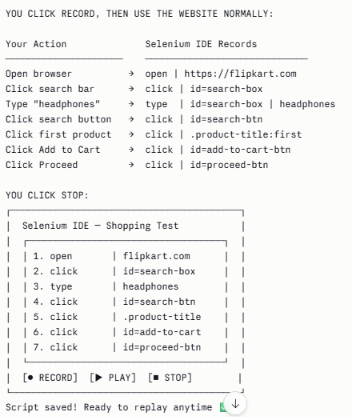 YOU CLICK RECORD, THEN USE THE WEBSITE NORMALLY:
Your Action Selenium IDE Records
Open browser → open | https://flipkart.com
Click search bar → click | id=search-box
Type "headphones" → type | id=search-box | headphones
Click search button → click | id=search-btn
Click first product → click | .product-title:first
Click Add to Cart → click | id=add-to-cart-btn
Click Proceed → click | id=proceed-btn
YOU CLICK STOP:
Selenium IDE — Shopping Test
1. open | flipkart.com
2. click | id=search-box
3. type | headphones
4. click | id=search-btn
5. click | .product-title
6. click | id=add-to-cart
7. click | id=proceed-btn
[● RECORD] [▶ PLAY] [■ STOP]
Script saved! Ready to replay anytime